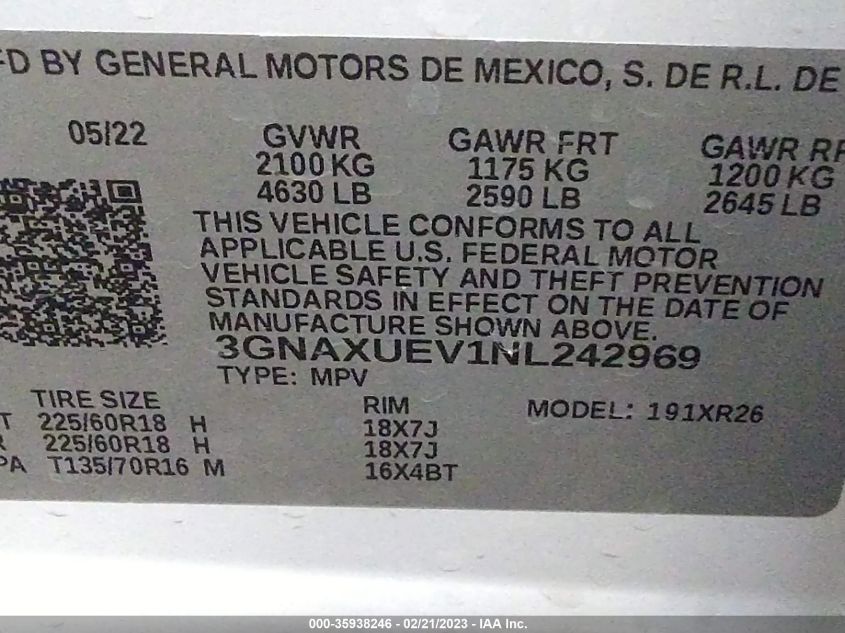 FD BY GENERAL MOTORS DE MEXICO, S. DE R.L. DE
05/22 GVWR GAWR FRT GAWR RR
2100 KG 1175 KG 1200 KG
4630 LB 2590 LB 2645 LB
THIS VEHICLE CONFORMS TO ALL
APPLICABLE U.S. FEDERAL MOTOR
VEHICLE SAFETY AND THEFT PREVENTION
STANDARDS IN EFFECT ON THE DATE OF
MANUFACTURE SHOWN ABOVE.
3GNAXUEV1NL242969
TYPE: MPV
TIRE SIZE RIM MODEL: 191XR26
T 225/60R18 H 18X7J
R 225/60R18 H 18X7J
PA T135/70R16 M 16X4BT
000-35938246 - 02/21/2023 - IAA Inc.